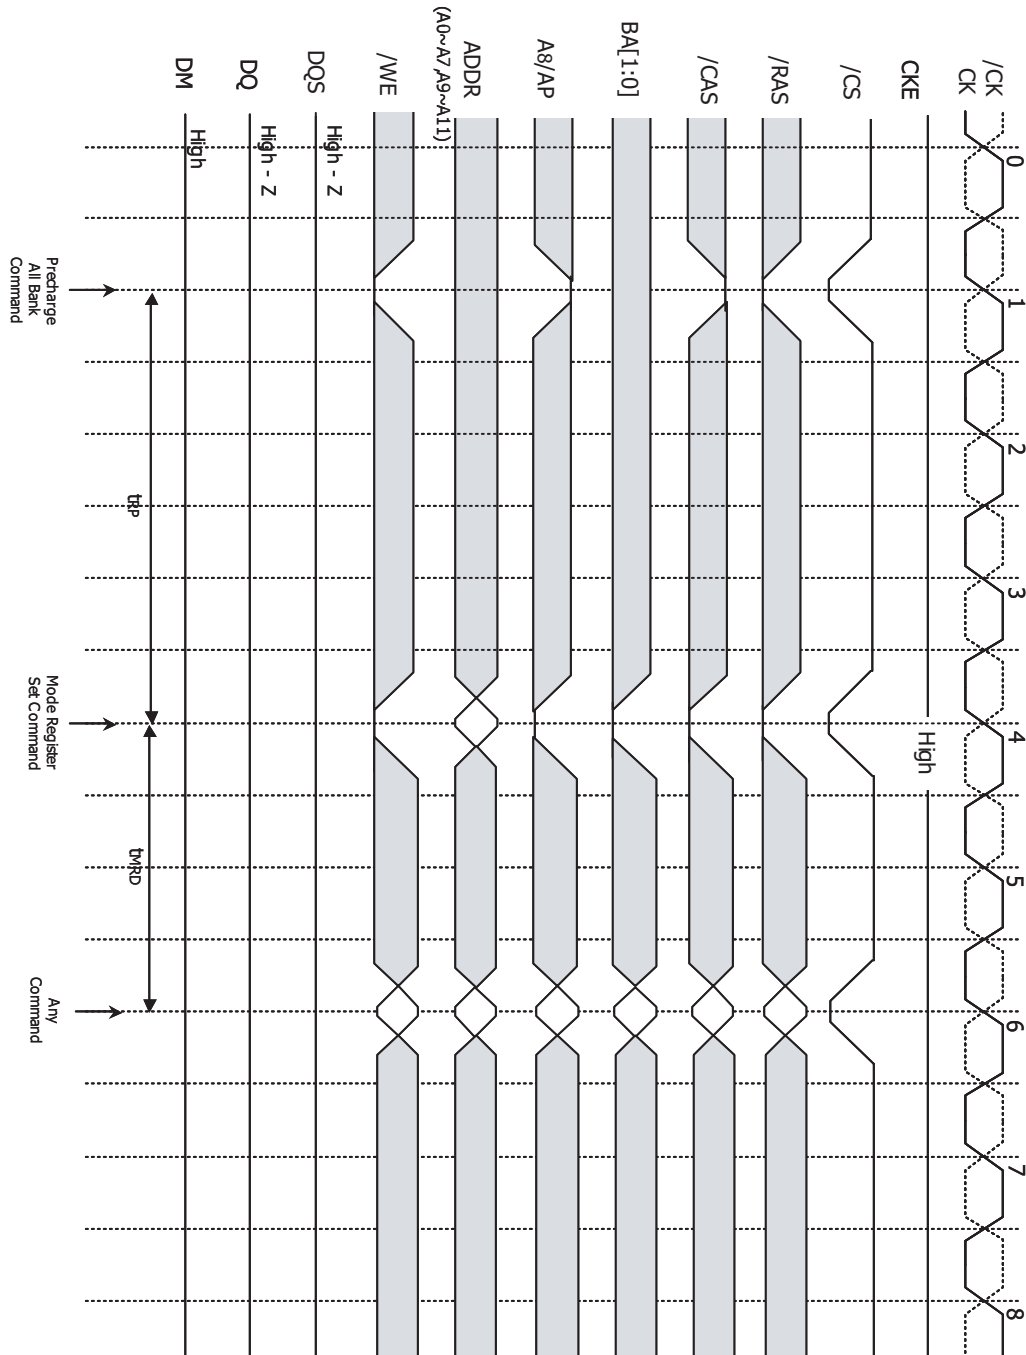 0
1
2
3
4
5
6
7
8
/CK
CK
CKE
High
/CS
/RAS
/CAS
BA[1:0]
A8/AP
ADDR
(A0~A7,A9~A11)
/WE
DQS
High - Z
DQ
High - Z
DM
High
tRP
tMRD
Precharge
All Bank
Command
Mode Register
Set Command
Any
Command